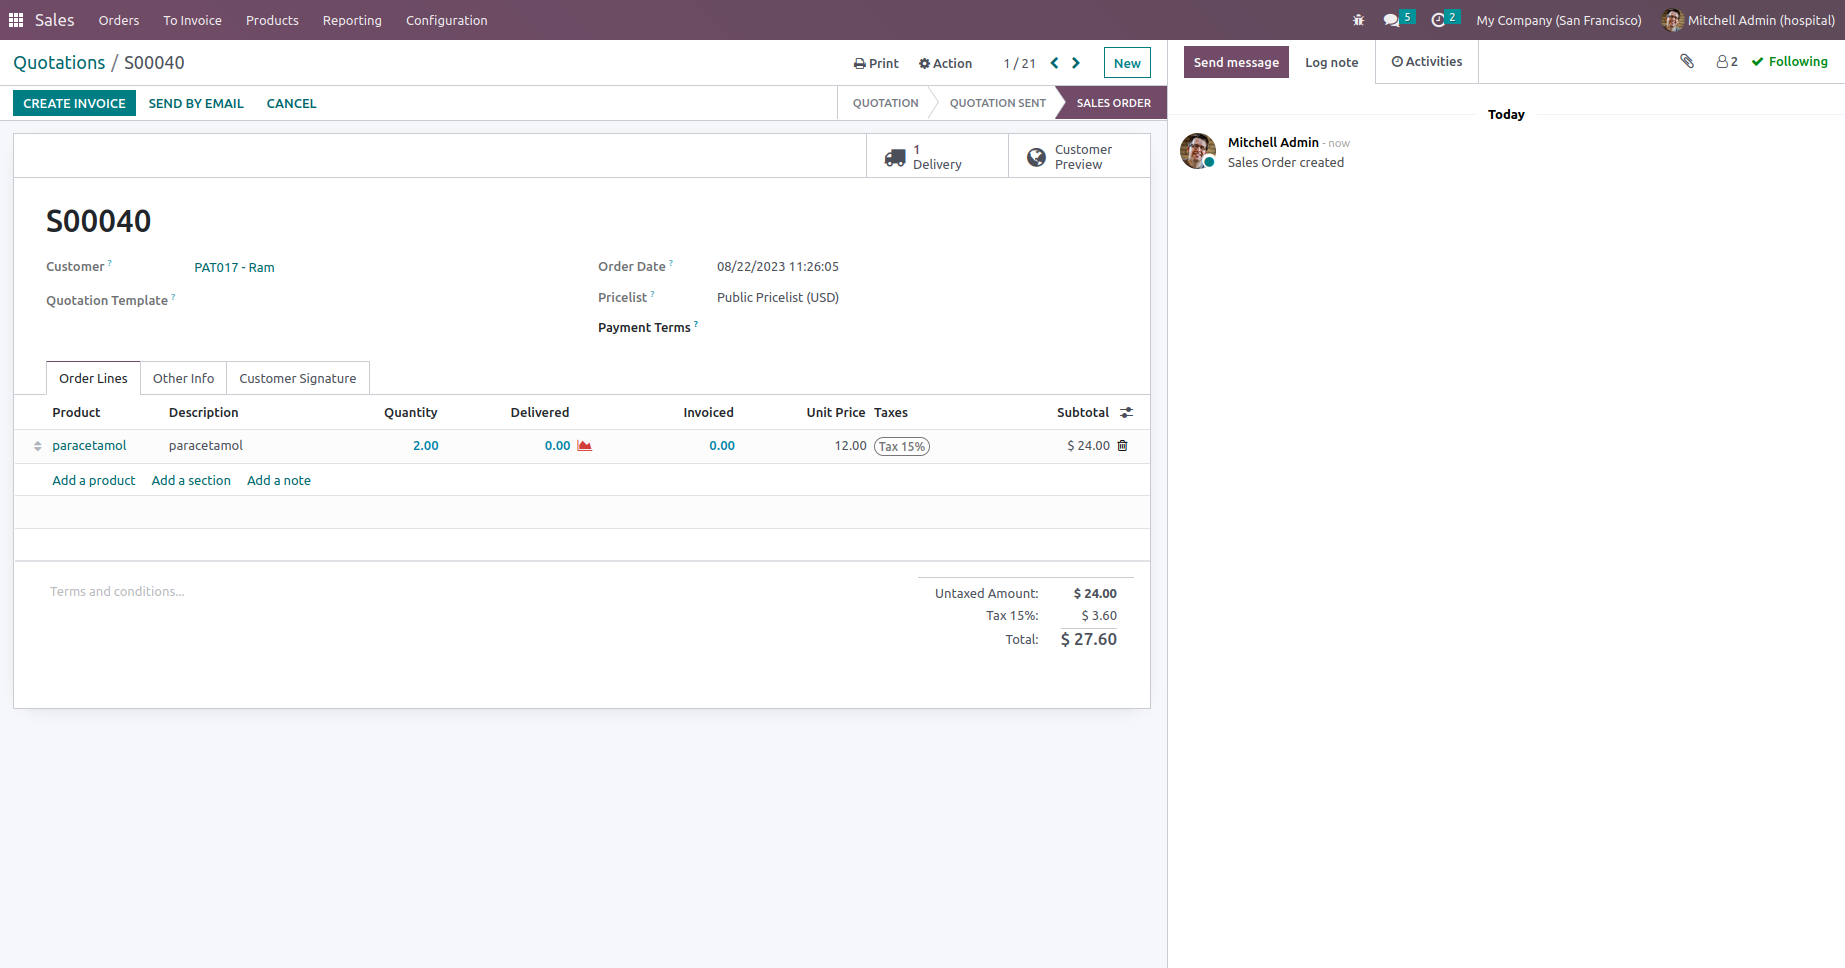 Sales Orders To Invoice Products Reporting Configuration 5 2 My Company (San Francisco) Mitchell Admin (hospital)
Quotations / S00040 Print Action 1 / 21 New
CREATE INVOICE SEND BY EMAIL CANCEL QUOTATION QUOTATION SENT SALES ORDER
1 Delivery
Customer Preview
S00040
Customer ? PAT017 - Ram
Quotation Template ?
Order Date ? 08/22/2023 11:26:05
Pricelist ? Public Pricelist (USD)
Payment Terms ?
Order Lines Other Info Customer Signature
Product Description Quantity Delivered Invoiced Unit Price Taxes Subtotal
paracetamol paracetamol 2.00 0.00 0.00 12.00 Tax 15% $ 24.00
Add a product Add a section Add a note
Terms and conditions...
Untaxed Amount: $ 24.00
Tax 15%: $ 3.60
Total: $ 27.60
Send message Log note Activities 2 Following
Today
Mitchell Admin - now
Sales Order created